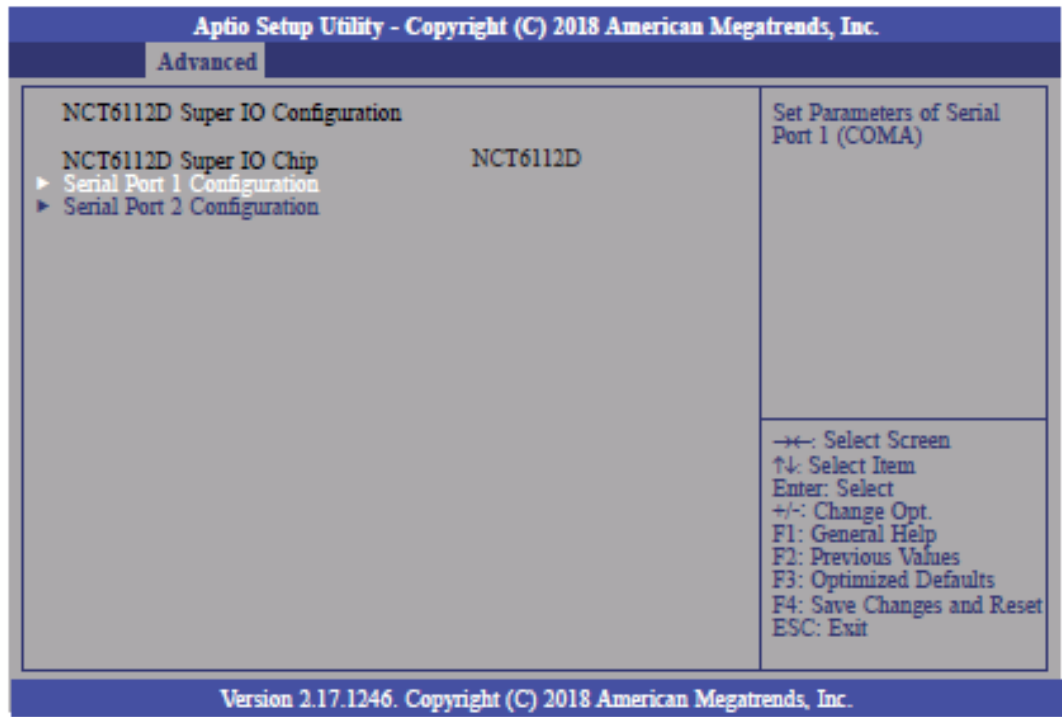 Aptio Setup Utility - Copyright (C) 2018 American Megatrends, Inc.
Advanced
NCT6112D Super IO Configuration
NCT6112D Super IO Chip NCT6112D
► Serial Port 1 Configuration
► Serial Port 2 Configuration
Set Parameters of Serial
Port 1 (COMA)
→←: Select Screen
↑↓: Select Item
Enter: Select
+/-: Change Opt.
F1: General Help
F2: Previous Values
F3: Optimized Defaults
F4: Save Changes and Reset
ESC: Exit
Version 2.17.1246. Copyright (C) 2018 American Megatrends, Inc.